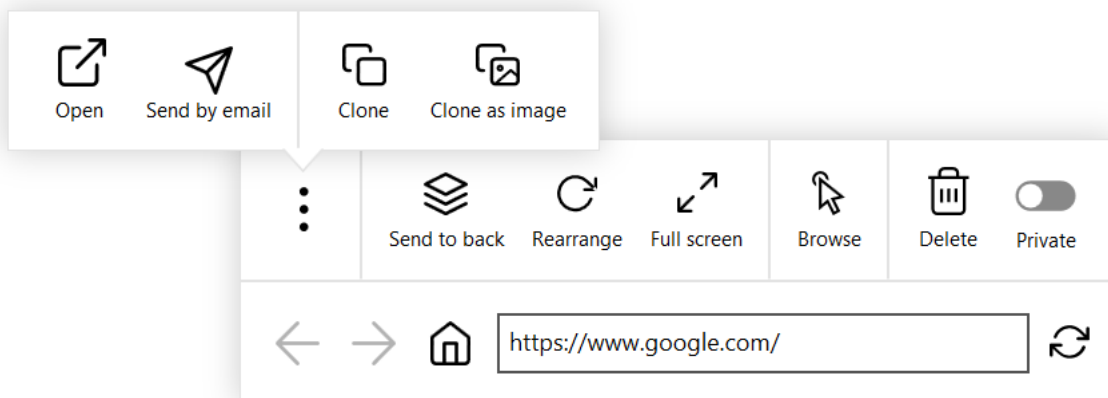 Open
Send by email
Clone
Clone as image
Send to back
Rearrange
Full screen
Browse
Delete
Private
https://www.google.com/